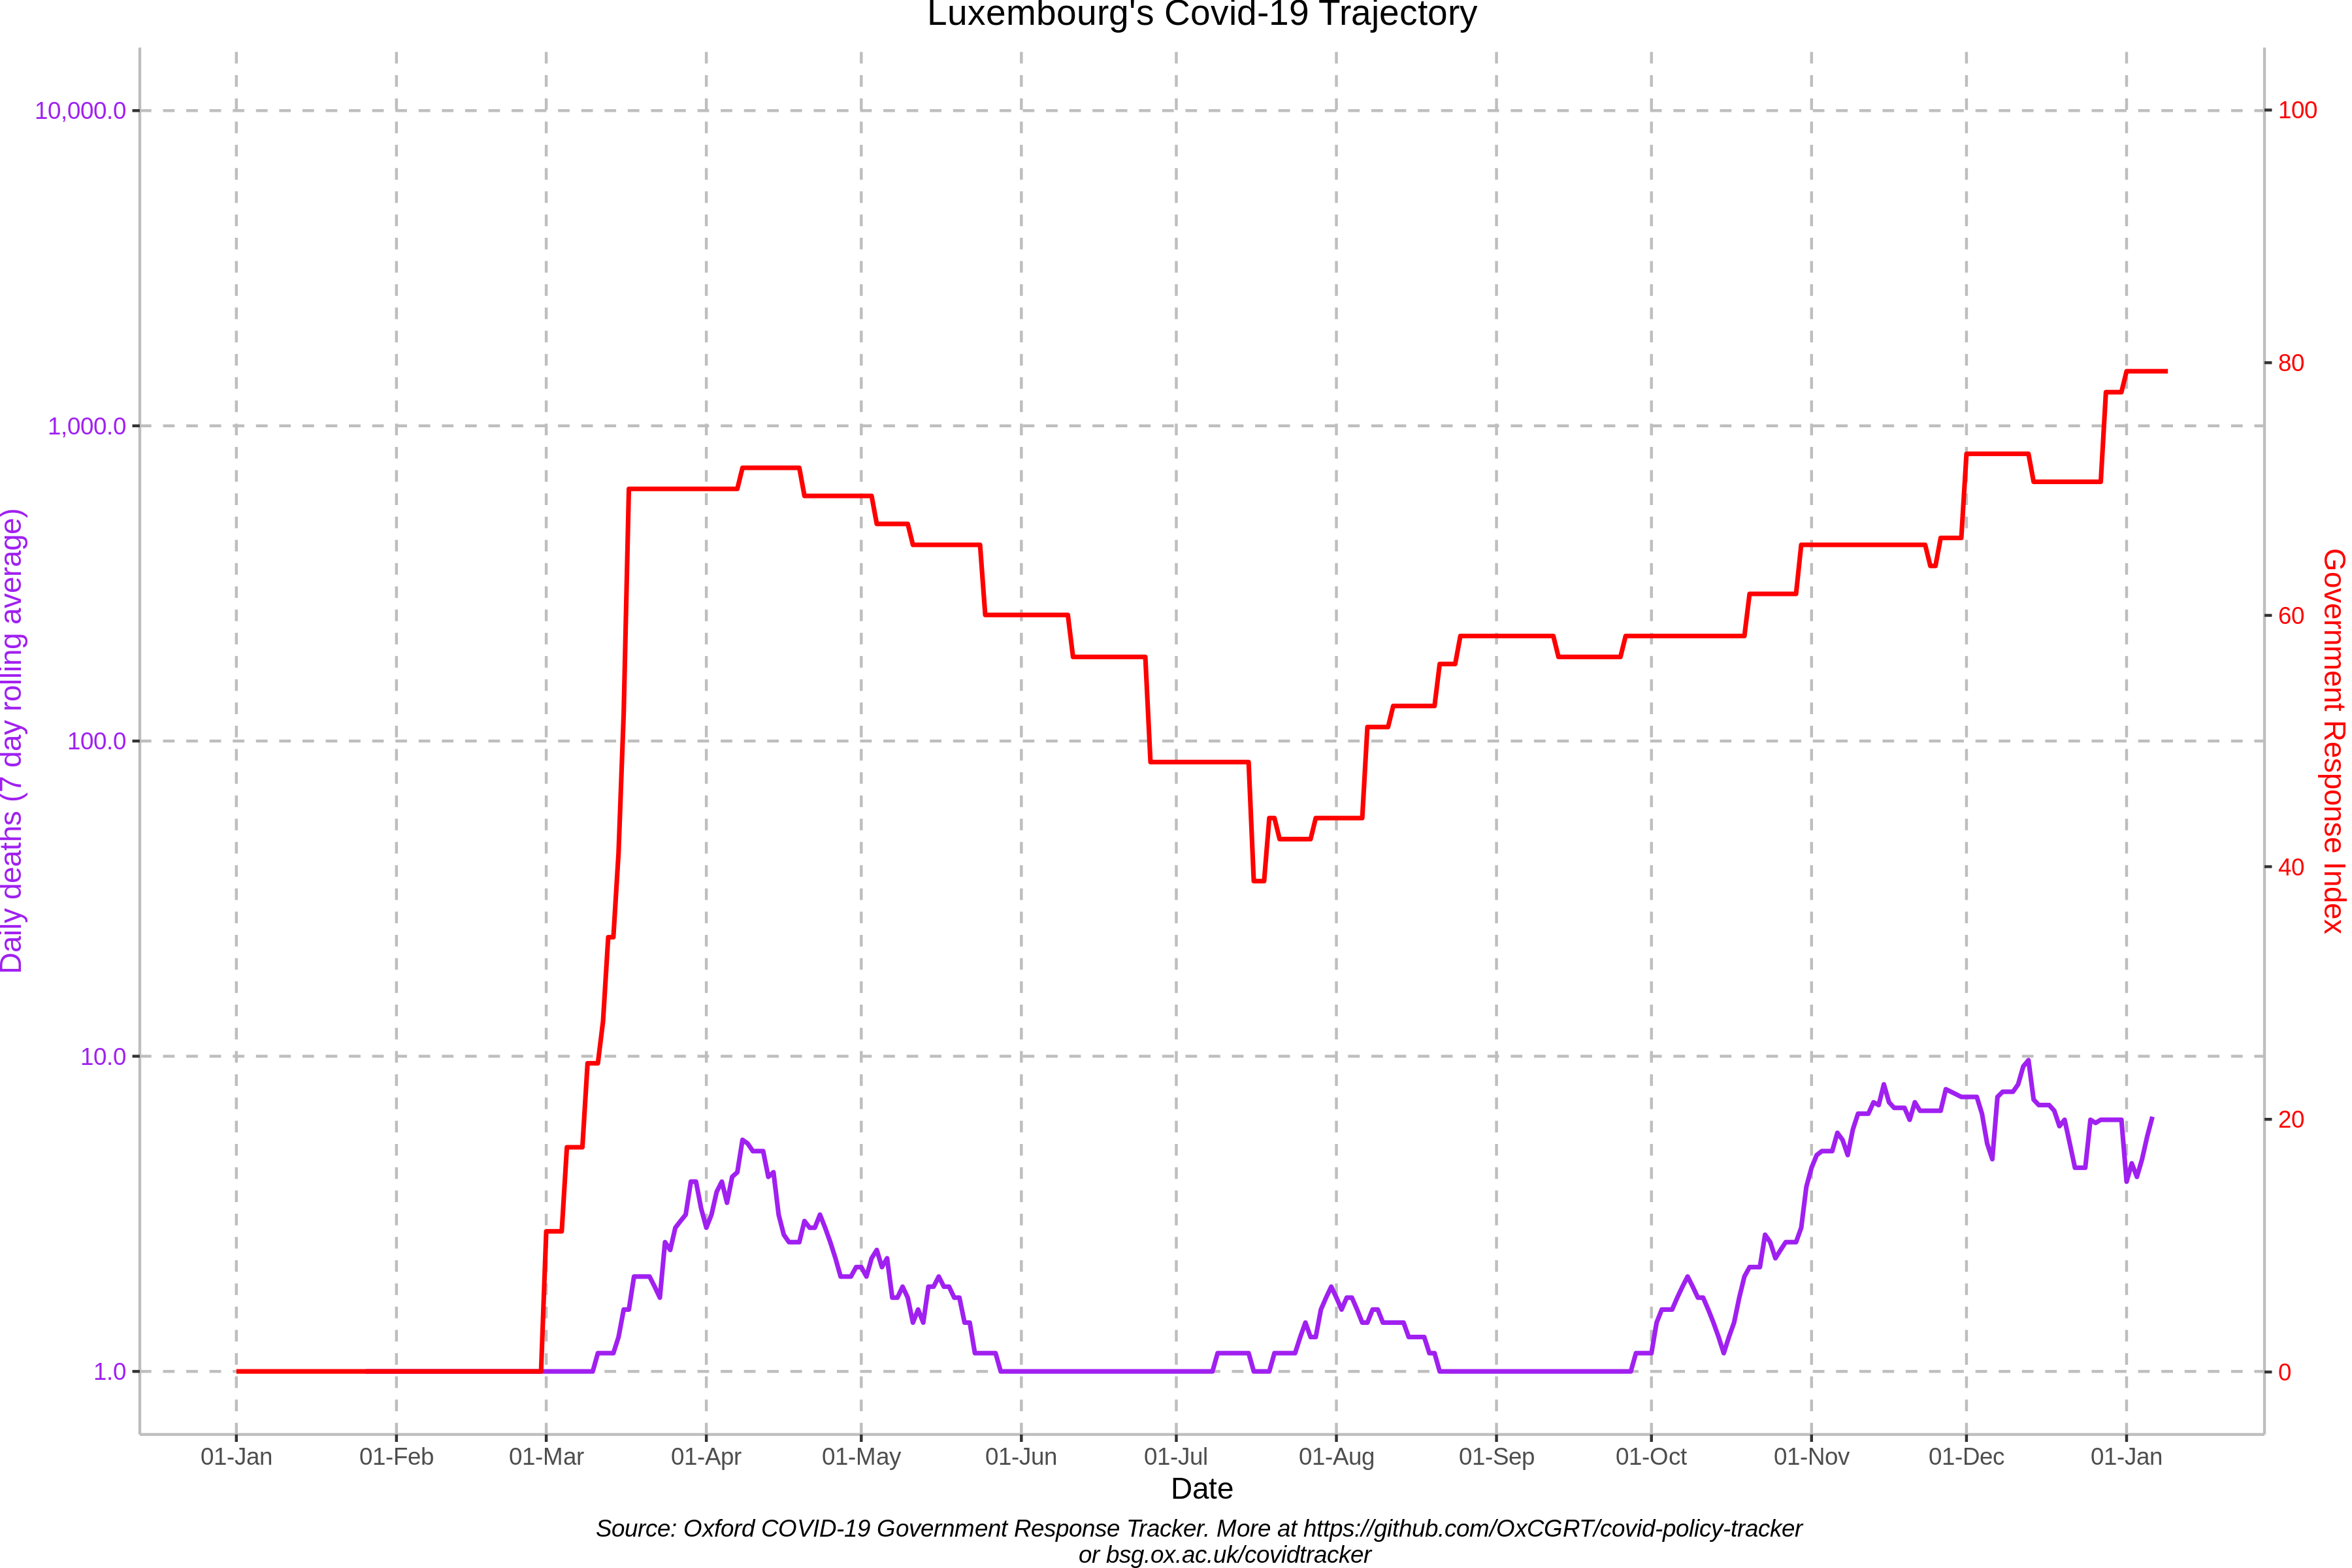 Luxembourg's Covid-19 Trajectory
Daily deaths (7 day rolling average)
10,000.0
1,000.0
100.0
10.0
1.0
100
80
60
40
20
0
Government Response Index
01-Jan 01-Feb 01-Mar 01-Apr 01-May 01-Jun 01-Jul 01-Aug 01-Sep 01-Oct 01-Nov 01-Dec 01-Jan
Date
Source: Oxford COVID-19 Government Response Tracker. More at https://github.com/OxCGRT/covid-policy-tracker
or bsg.ox.ac.uk/covidtracker